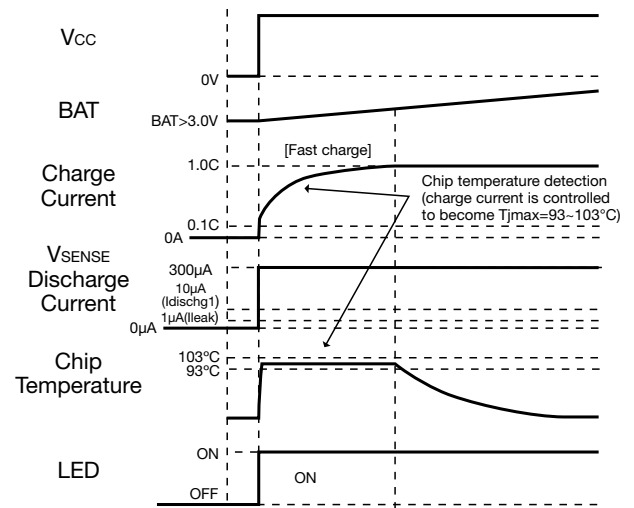 VCC
0V
BAT
BAT>3.0V
[Fast charge]
1.0C
Charge
Current
Chip temperature detection
(charge current is controlled
to become Tjmax=93~103°C)
0.1C
0A
VSENSE
Discharge
Current
300µA
10µA
(Idischg1)
1µA(Ileak)
0µA
Chip
Temperature
103°C
93°C
LED
ON
ON
OFF